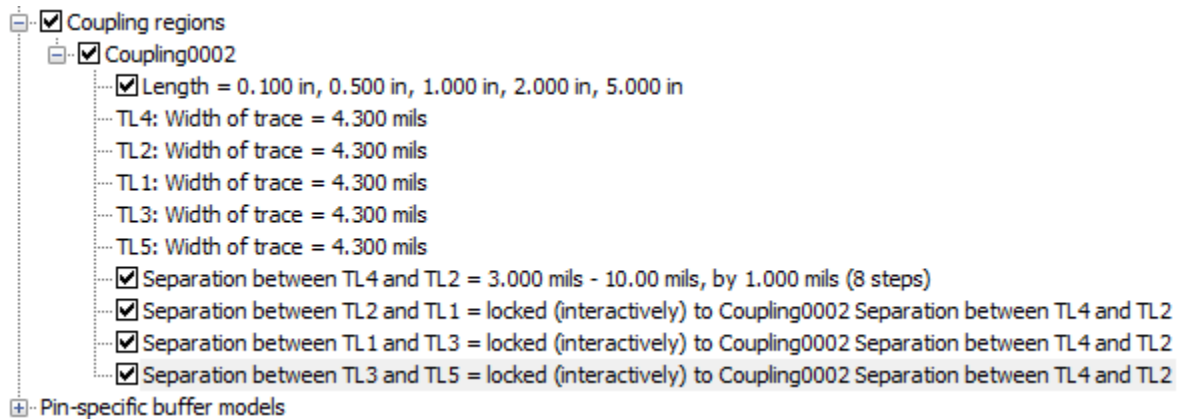 Coupling regions
Coupling0002
Length = 0.100 in, 0.500 in, 1.000 in, 2.000 in, 5.000 in
TL4: Width of trace = 4.300 mils
TL2: Width of trace = 4.300 mils
TL1: Width of trace = 4.300 mils
TL3: Width of trace = 4.300 mils
TL5: Width of trace = 4.300 mils
Separation between TL4 and TL2 = 3.000 mils - 10.00 mils, by 1.000 mils (8 steps)
Separation between TL2 and TL1 = locked (interactively) to Coupling0002 Separation between TL4 and TL2
Separation between TL1 and TL3 = locked (interactively) to Coupling0002 Separation between TL4 and TL2
Separation between TL3 and TL5 = locked (interactively) to Coupling0002 Separation between TL4 and TL2
Pin-specific buffer models